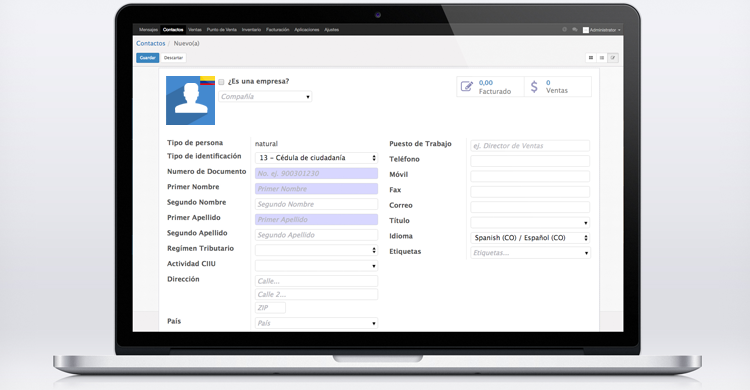 Mensajes Contactos Ventas Punto de Venta Inventario Facturación Aplicaciones Ajustes Administrator
Contactos / Nuevo(a)
Guardar Descartar
¿Es una empresa?
Compañía
0,00 Facturado
$ 0 Ventas
Tipo de persona natural
Tipo de identificación 13 - Cédula de ciudadanía
Numero de Documento No. ej. 900301230
Primer Nombre Primer Nombre
Segundo Nombre Segundo Nombre
Primer Apellido Primer Apellido
Segundo Apellido Segundo Apellido
Regimen Tributario
Actividad CIIU
Dirección Calle...
Calle 2...
ZIP
País País
Puesto de Trabajo ej. Director de Ventas
Teléfono
Móvil
Fax
Correo
Título
Idioma Spanish (CO) / Español (CO)
Etiquetas Etiquetas...